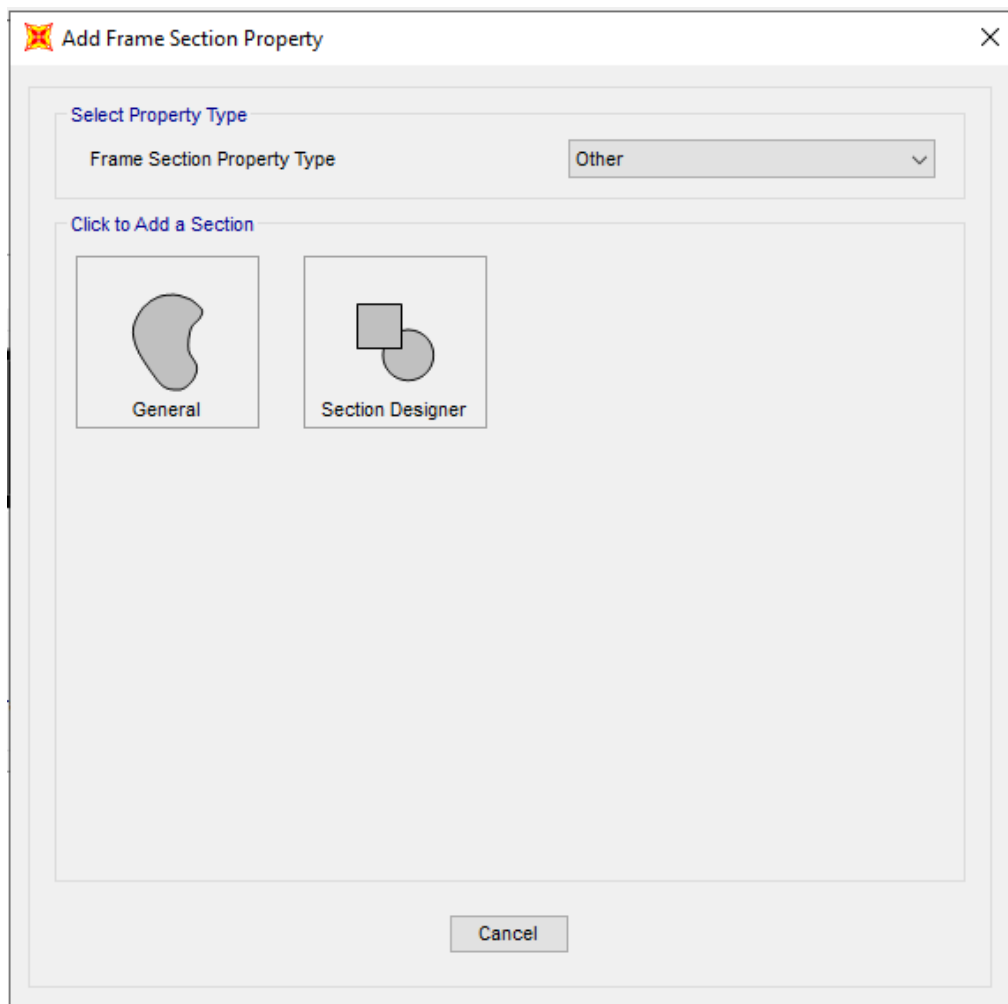 Add Frame Section Property
Select Property Type
Frame Section Property Type Other
Click to Add a Section
General Section Designer
Cancel